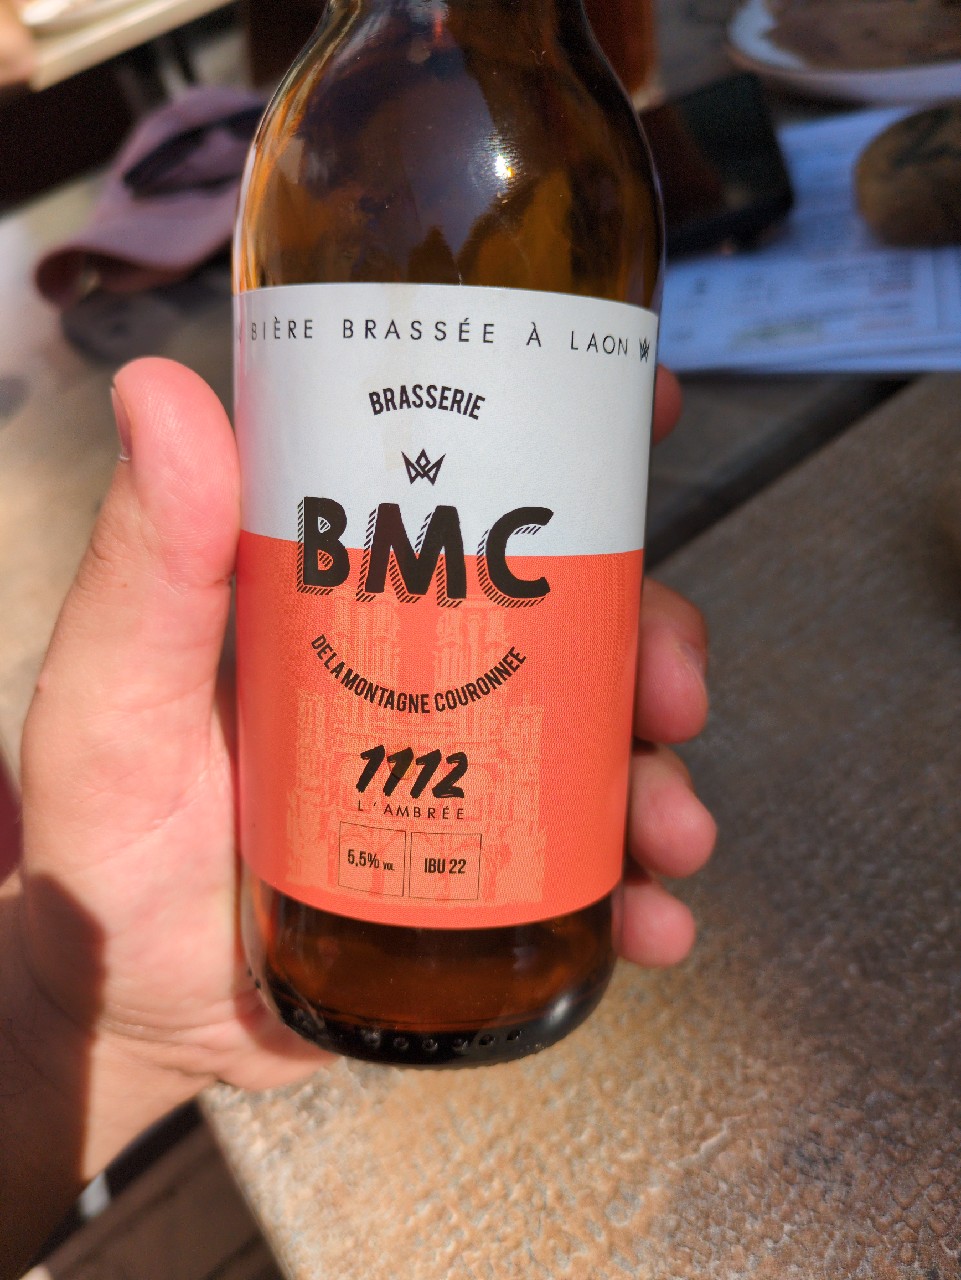 BIÈRE BRASSÉE À LAON
BRASSERIE
BMC
DE LA MONTAGNE COURONNEE
1112
L'AMBRÉE
5,5% VOL
IBU 22